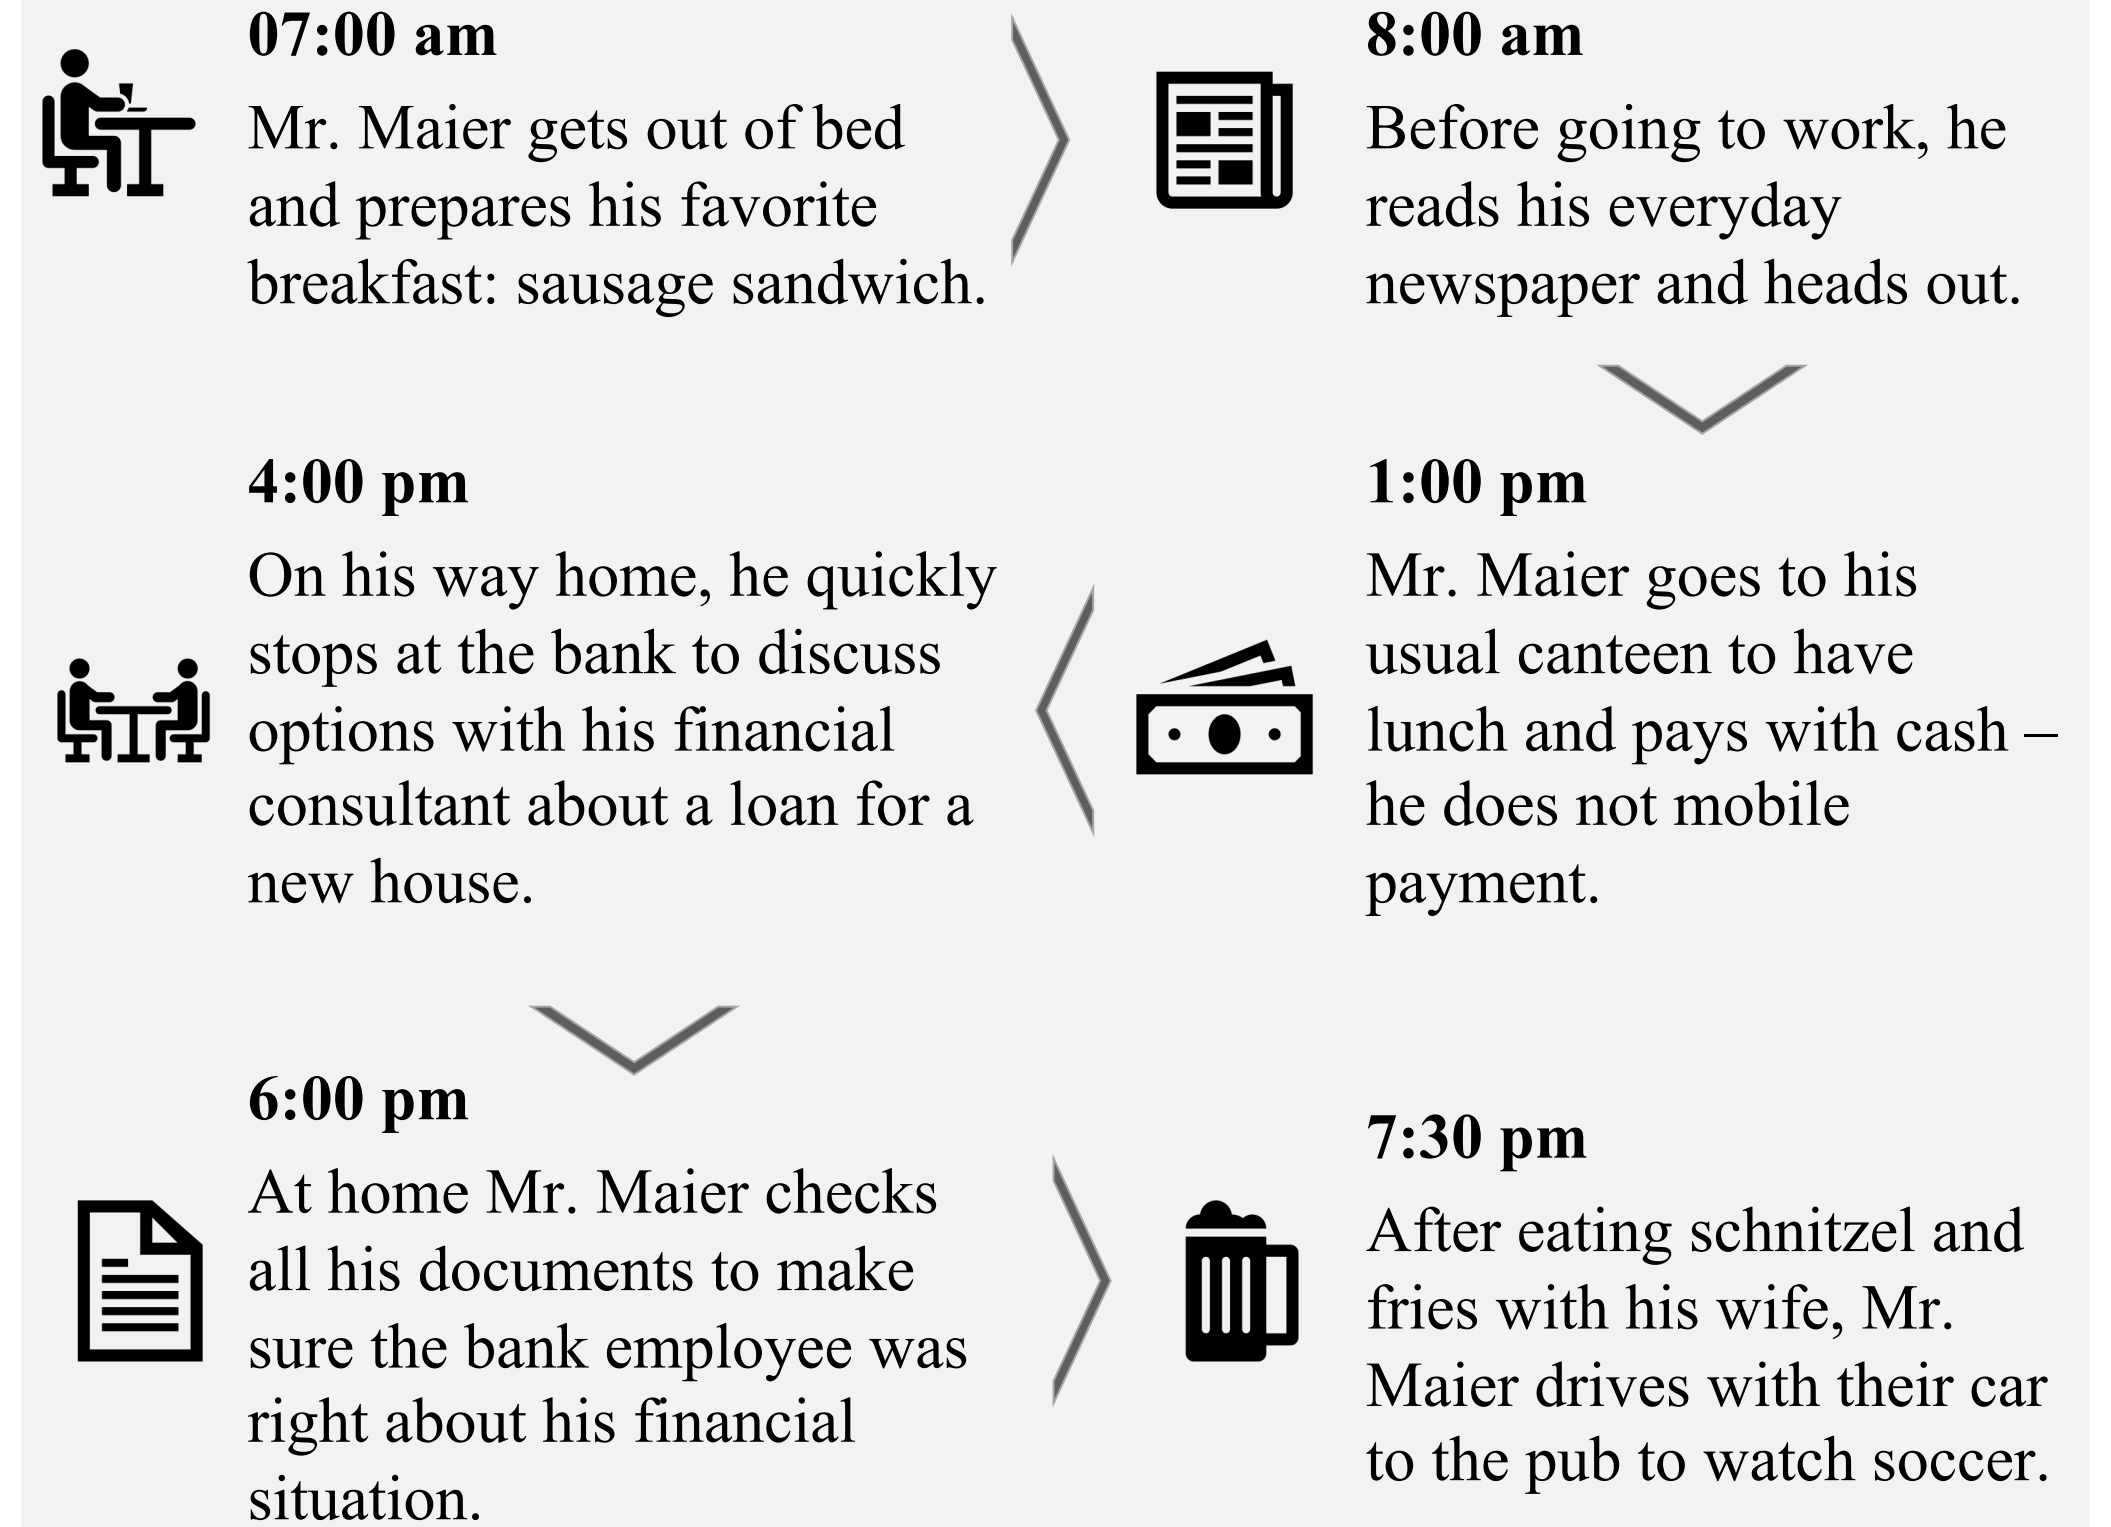 07:00 am
Mr. Maier gets out of bed
and prepares his favorite
breakfast: sausage sandwich.
8:00 am
Before going to work, he
reads his everyday
newspaper and heads out.
1:00 pm
Mr. Maier goes to his
usual canteen to have
lunch and pays with cash –
he does not mobile
payment.
4:00 pm
On his way home, he quickly
stops at the bank to discuss
options with his financial
consultant about a loan for a
new house.
6:00 pm
At home Mr. Maier checks
all his documents to make
sure the bank employee was
right about his financial
situation.
7:30 pm
After eating schnitzel and
fries with his wife, Mr.
Maier drives with their car
to the pub to watch soccer.